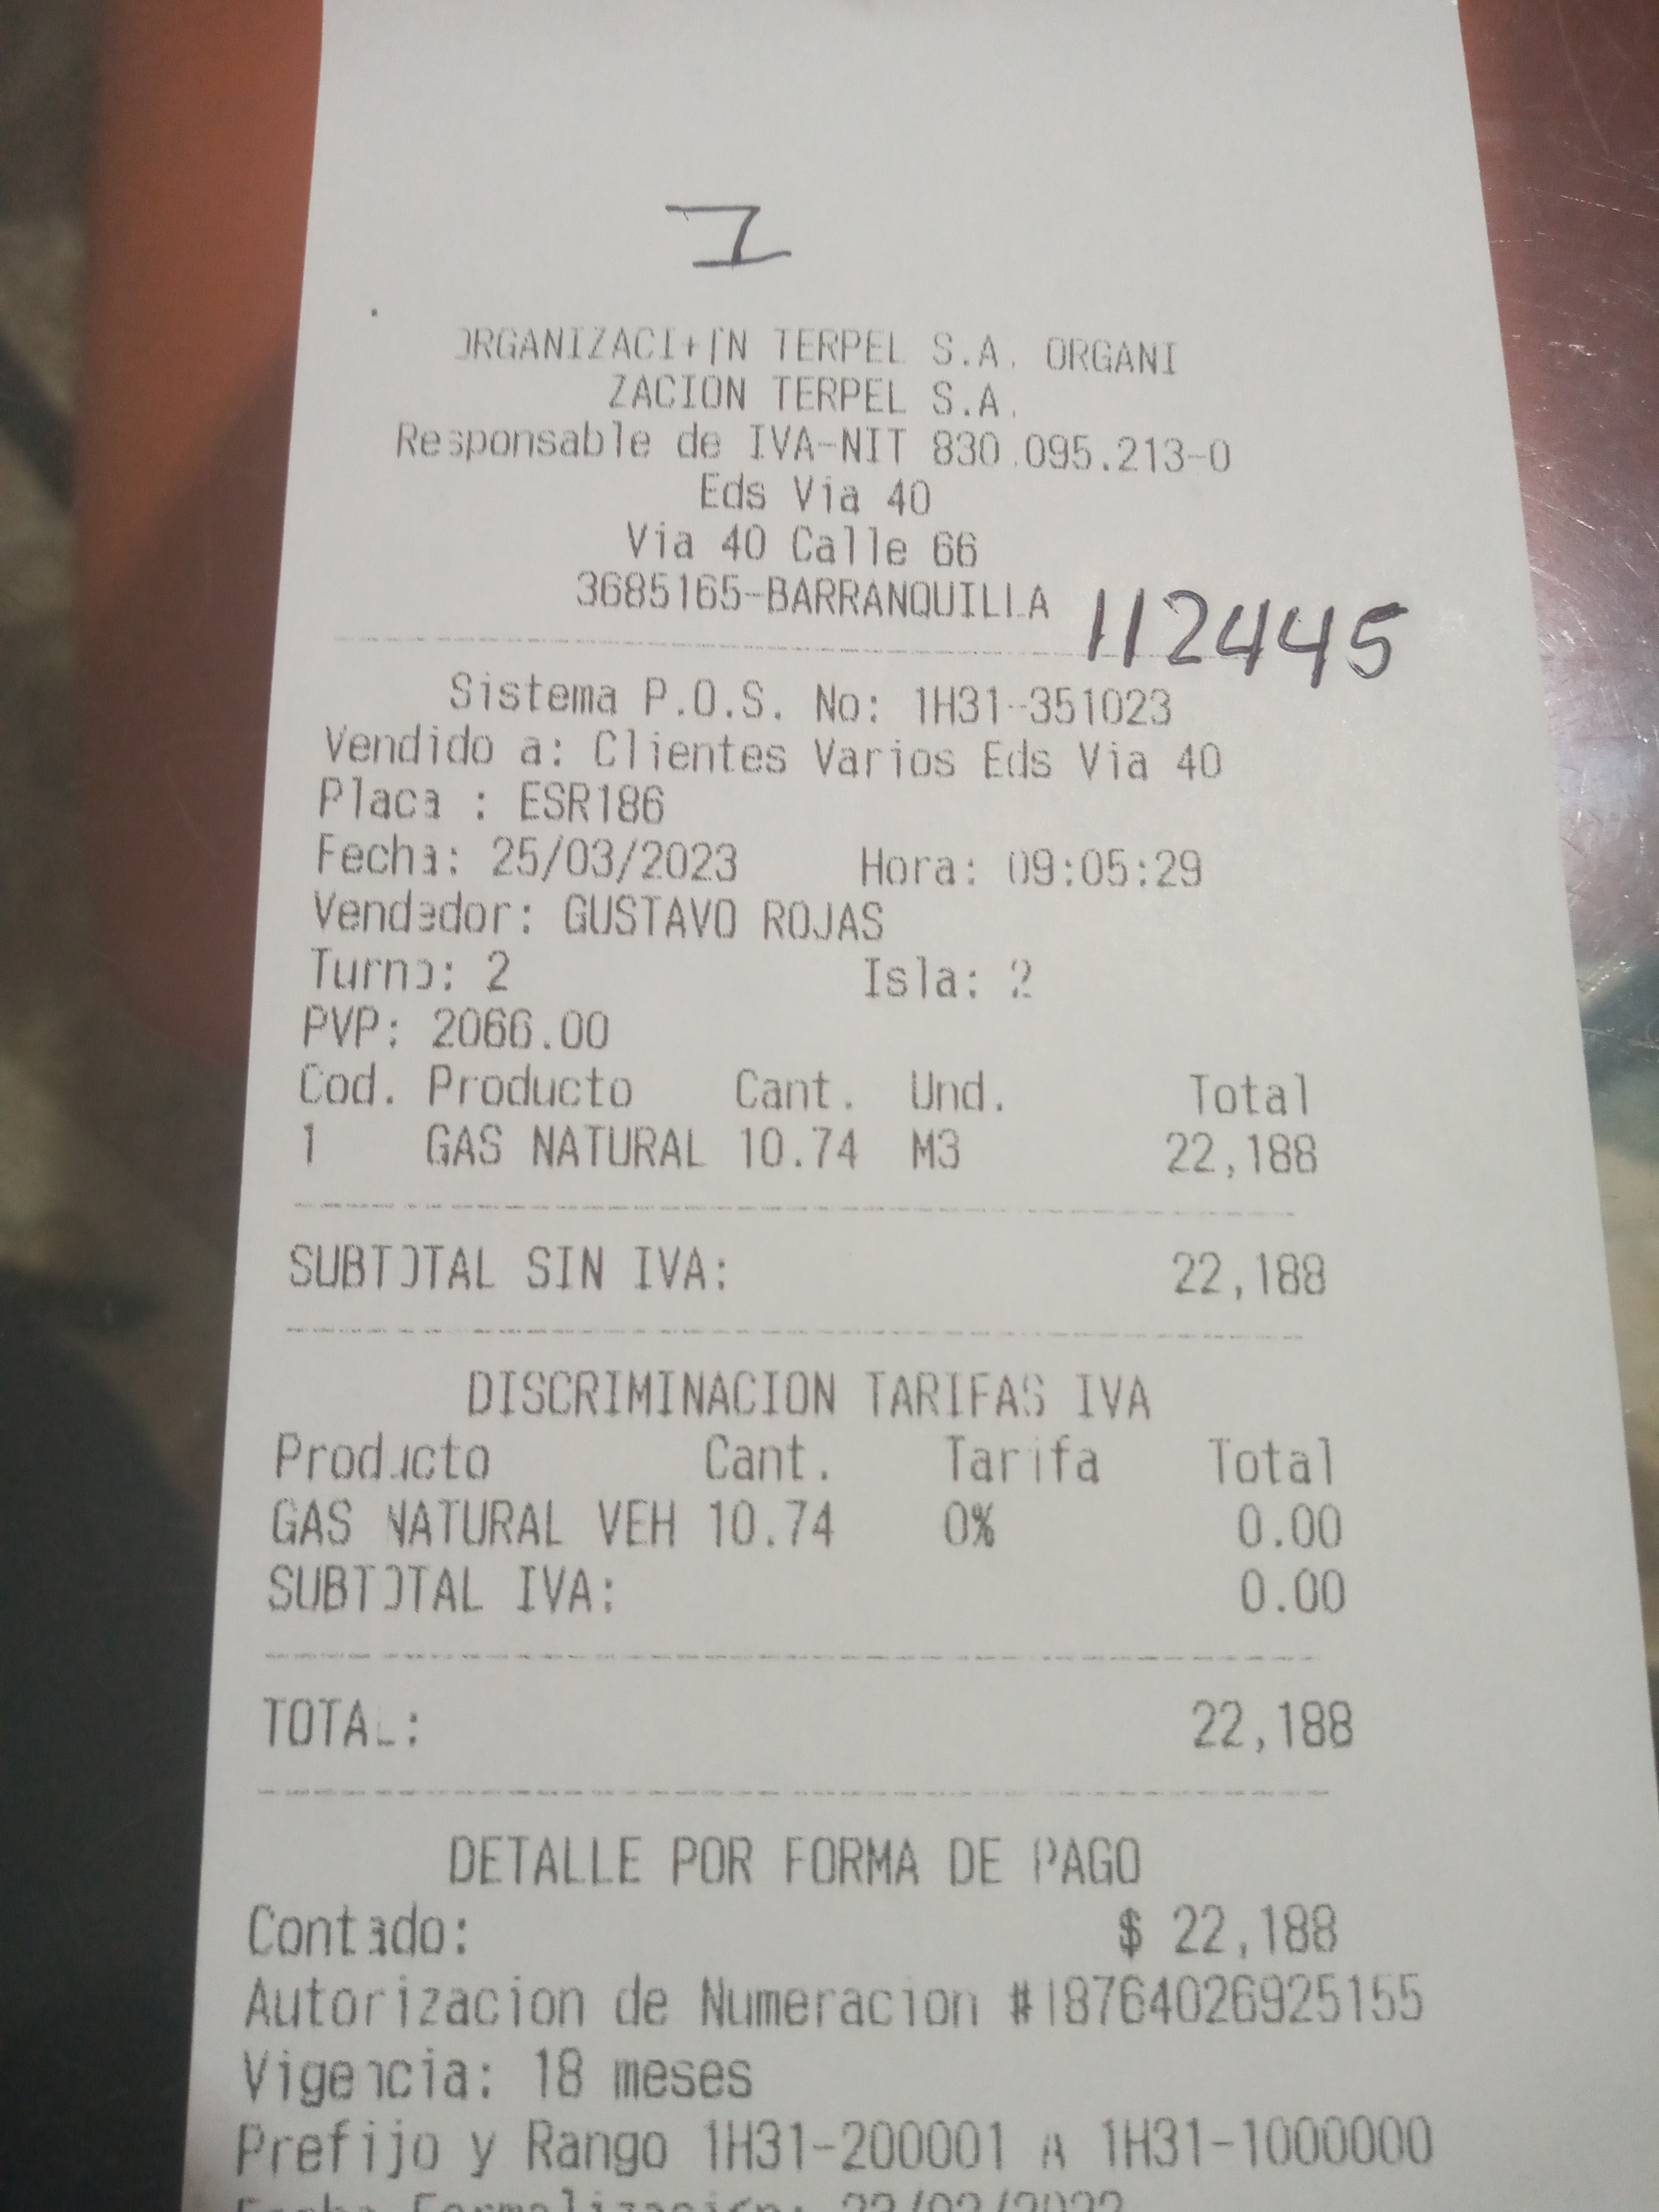 I
ORGANIZACI+|N TERPEL S.A. ORGANI
ZACION TERPEL S.A.
Responsable de IVA-NIT 830.095.213-0
Eds Via 40
Via 40 Calle 66
3685165-BARRANQUILLA 112445
Sistema P.O.S. No: 1H31-351023
Vendido a: Clientes Varios Eds Via 40
Placa : ESR186
Fecha: 25/03/2023 Hora: 09:05:29
Vendedor: GUSTAVO ROJAS
Turno: 2 Isla: 2
PVP: 2066.00
Cod. Producto Cant. Und. Total
1 GAS NATURAL 10.74 M3 22,188
SUBTOTAL SIN IVA: 22,188
DISCRIMINACION TARIFAS IVA
Producto Cant. Tarifa Total
GAS NATURAL VEH 10.74 0% 0.00
SUBTOTAL IVA: 0.00
TOTAL: 22,188
DETALLE POR FORMA DE PAGO
Contado: $ 22,188
Autorizacion de Numeracion #18764026925155
Vigencia: 18 meses
Prefijo y Rango 1H31-200001 A 1H31-1000000
Fecha Formalización: